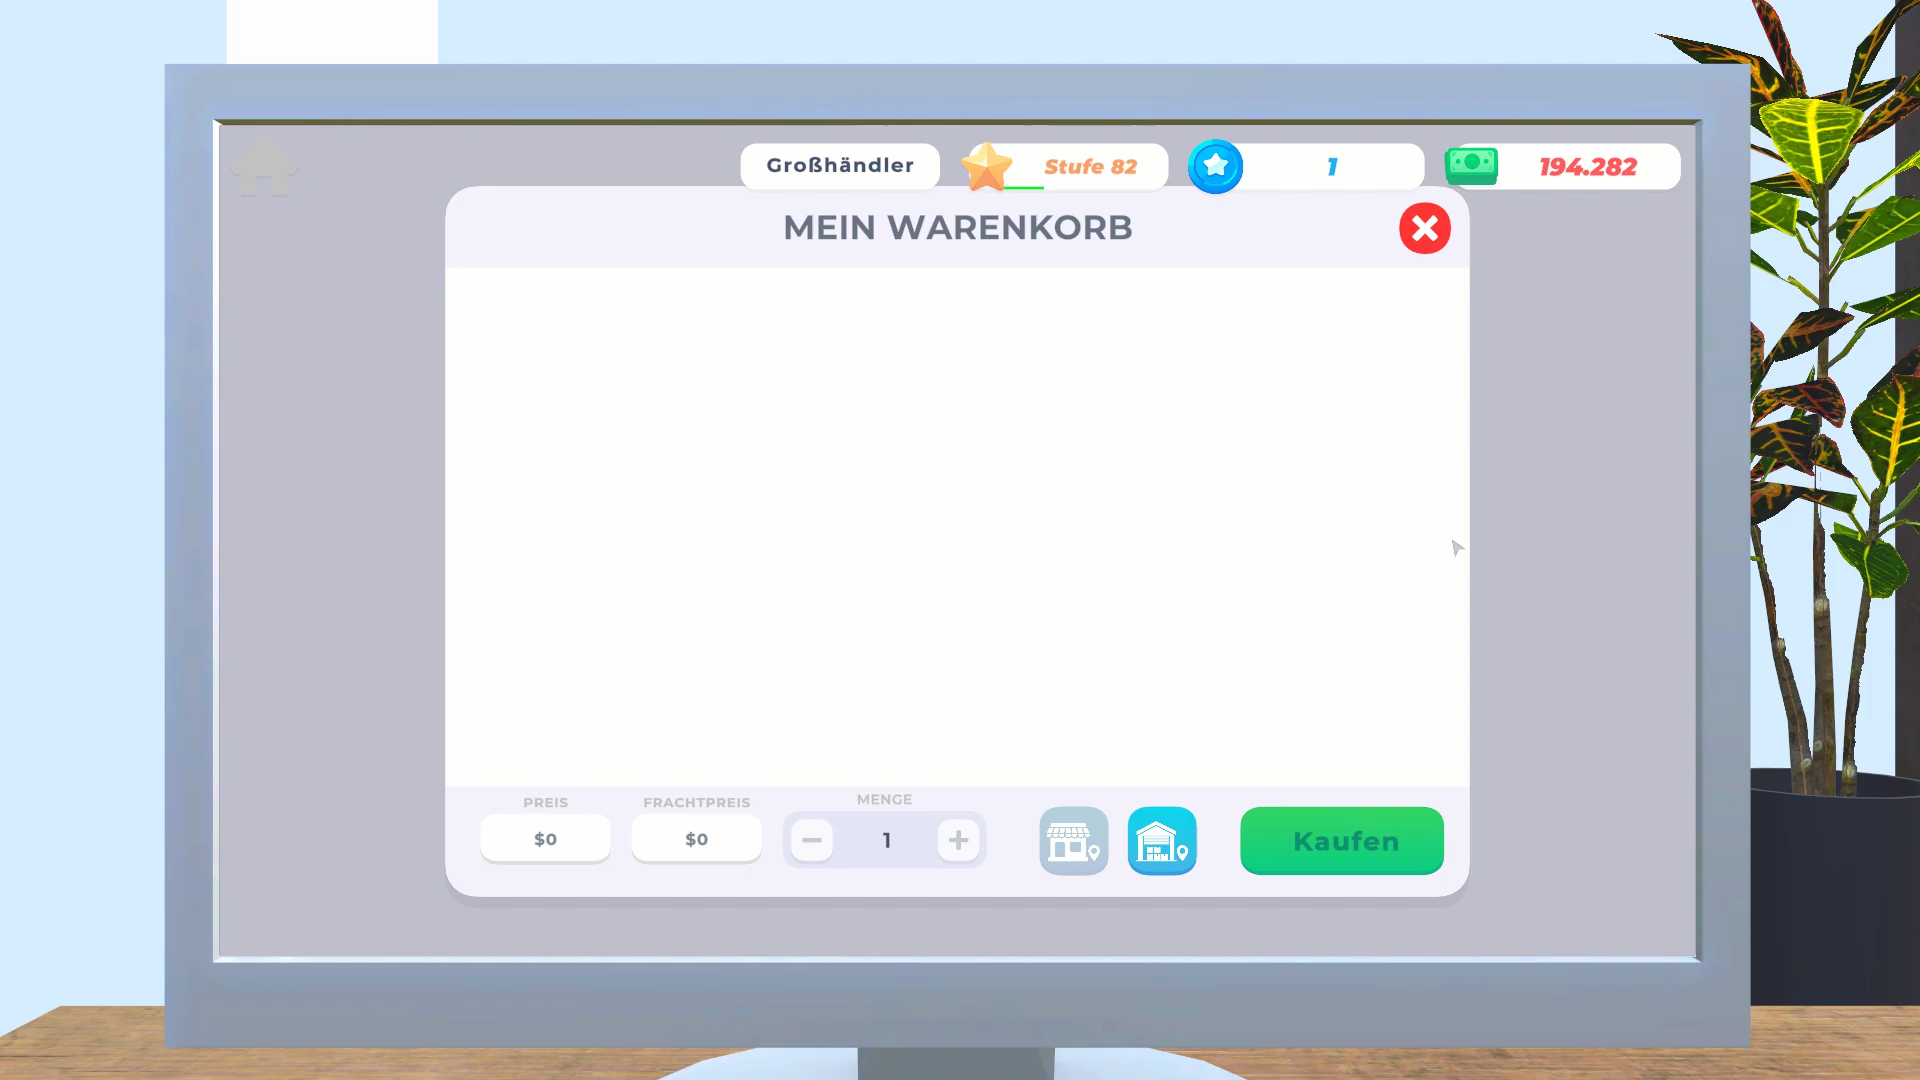 Großhändler
Stufe 82
1
194.282
MEIN WARENKORB
PREIS
FRACHTPREIS
MENGE
$0
$0
1
Kaufen